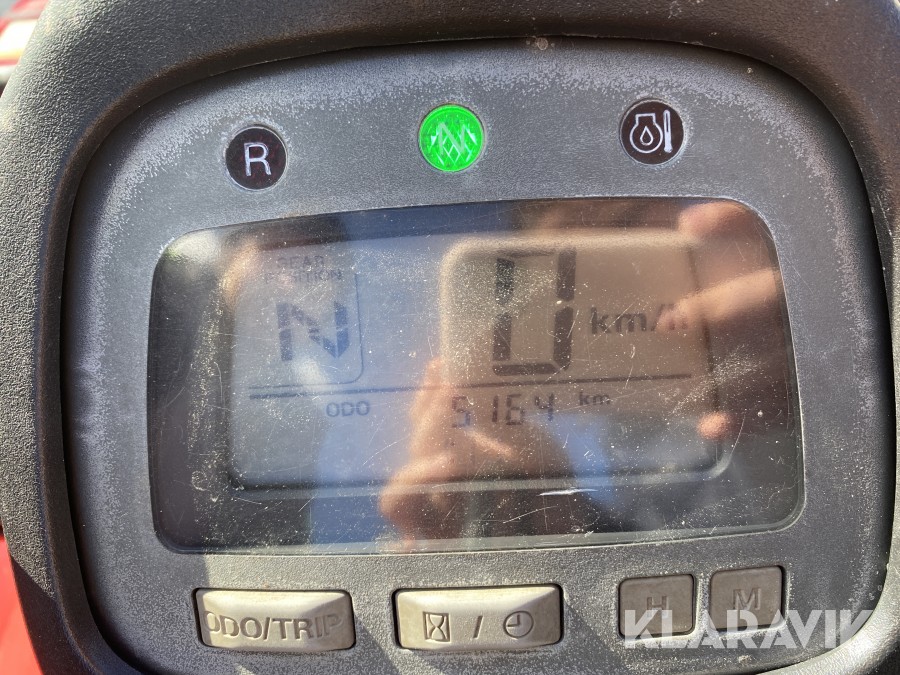 R N
GEAR
POSITION
N 0 km/h
ODO 5164 km
ODO/TRIP / H M
KLARAVIK